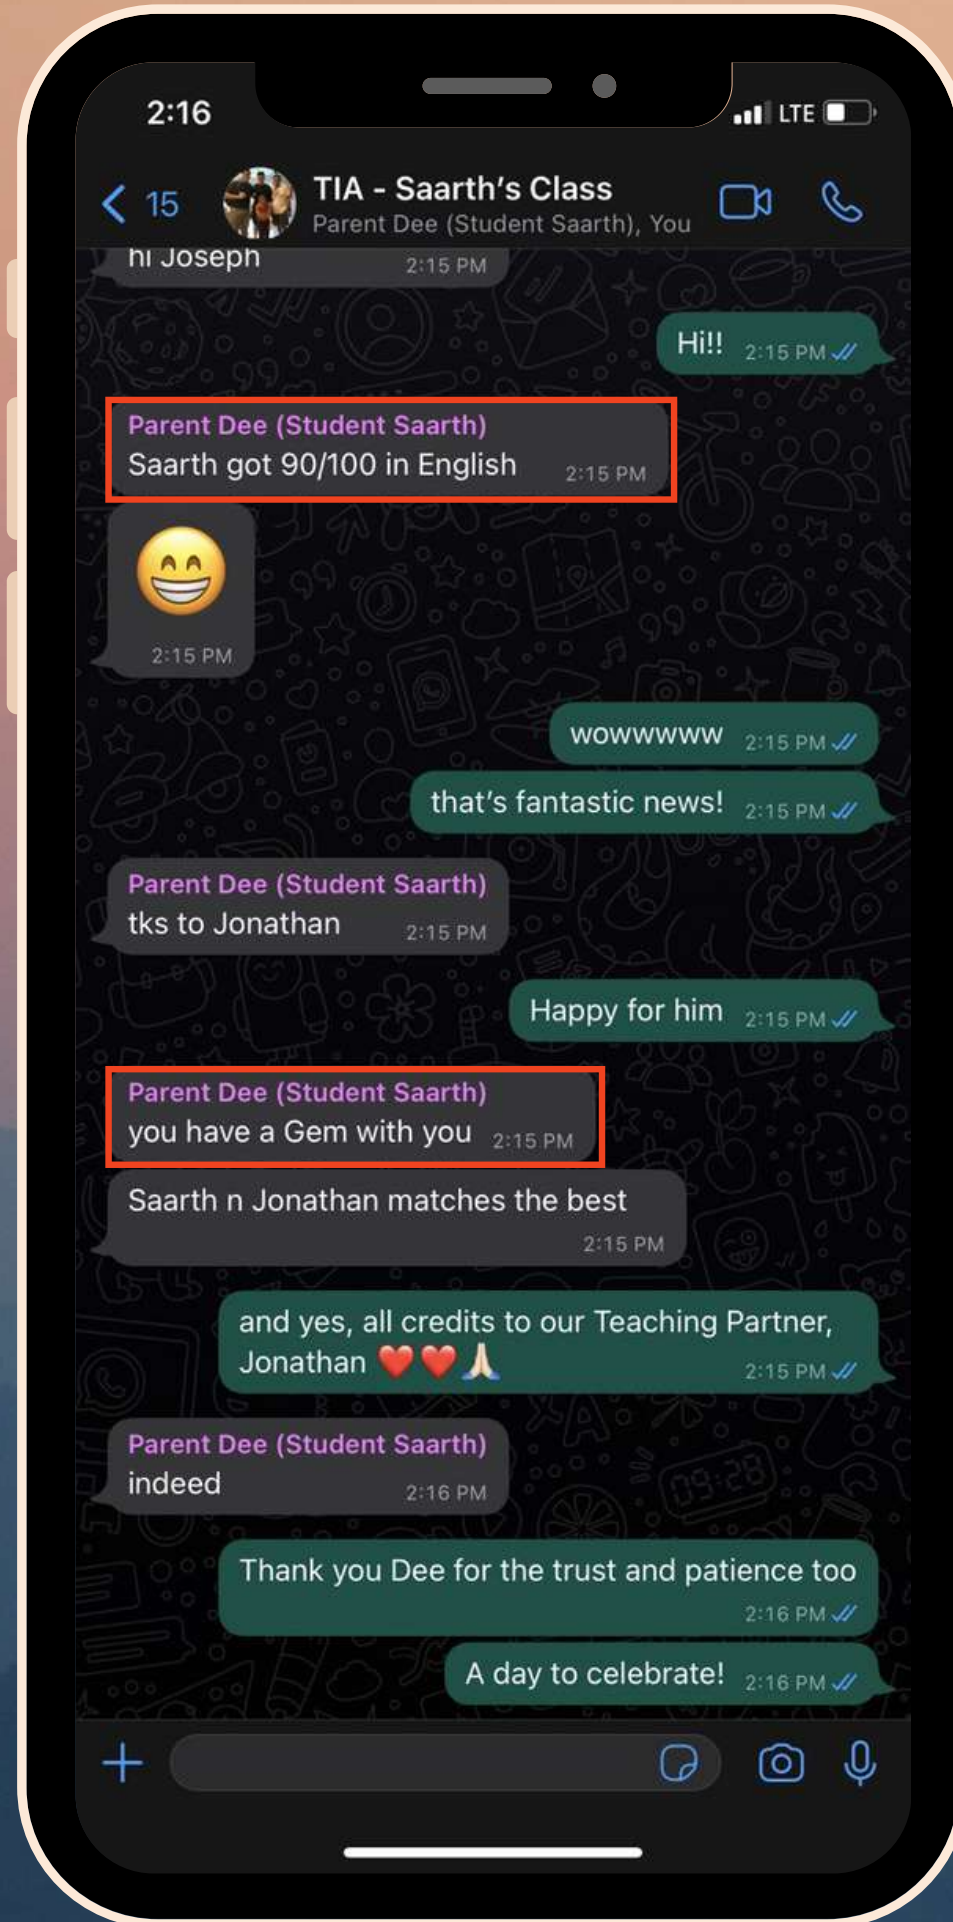 2:16
LTE
15
TIA - Saarth's Class
Parent Dee (Student Saarth), You
hi Joseph
2:15 PM
Hi!! 2:15 PM
Parent Dee (Student Saarth)
Saarth got 90/100 in English 2:15 PM
😁
2:15 PM
wowwwww 2:15 PM
that's fantastic news! 2:15 PM
Parent Dee (Student Saarth)
tks to Jonathan 2:15 PM
Happy for him 2:15 PM
Parent Dee (Student Saarth)
you have a Gem with you 2:15 PM
Saarth n Jonathan matches the best
2:15 PM
and yes, all credits to our Teaching Partner,
Jonathan ❤️❤️🙏🏻 2:15 PM
Parent Dee (Student Saarth)
indeed 2:16 PM
Thank you Dee for the trust and patience too
2:16 PM
A day to celebrate! 2:16 PM